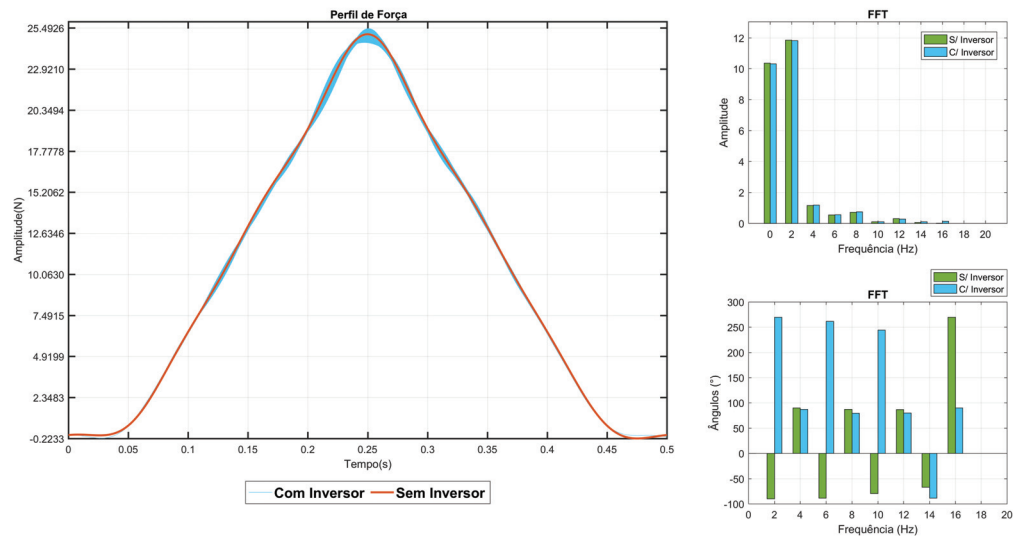 Perfil de Força
25.4926
22.9210
20.3494
17.7778
15.2062
12.6346
10.0630
7.4915
4.9199
2.3483
-0.2233
Amplitude(N)
0 0.05 0.1 0.15 0.2 0.25 0.3 0.35 0.4 0.45 0.5
Tempo(s)
Com Inversor Sem Inversor
FFT
S/ Inversor
C/ Inversor
12
10
8
6
4
2
0
Amplitude
0 2 4 6 8 10 12 14 16 18 20
Frequência (Hz)
S/ Inversor
C/ Inversor
FFT
300
250
200
150
100
50
0
-50
-100
Ângulos (°)
0 2 4 6 8 10 12 14 16 18 20
Frequência (Hz)